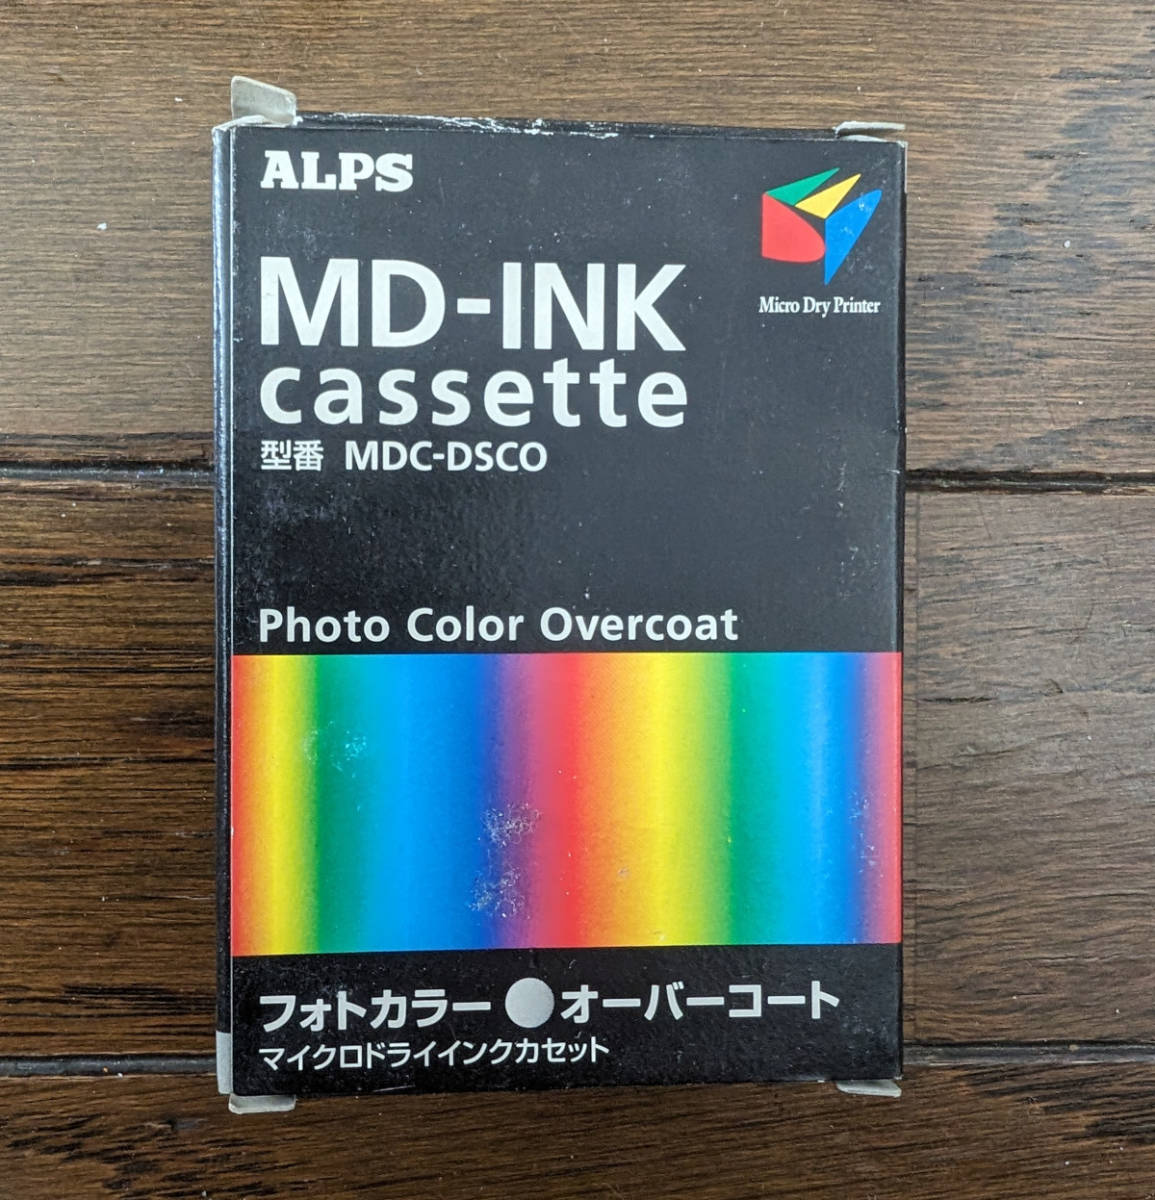 ALPS
Micro Dry Printer
MD-INK
cassette
型番 MDC-DSCO
Photo Color Overcoat
フォトカラー●オーバーコート
マイクロドライインクカセット